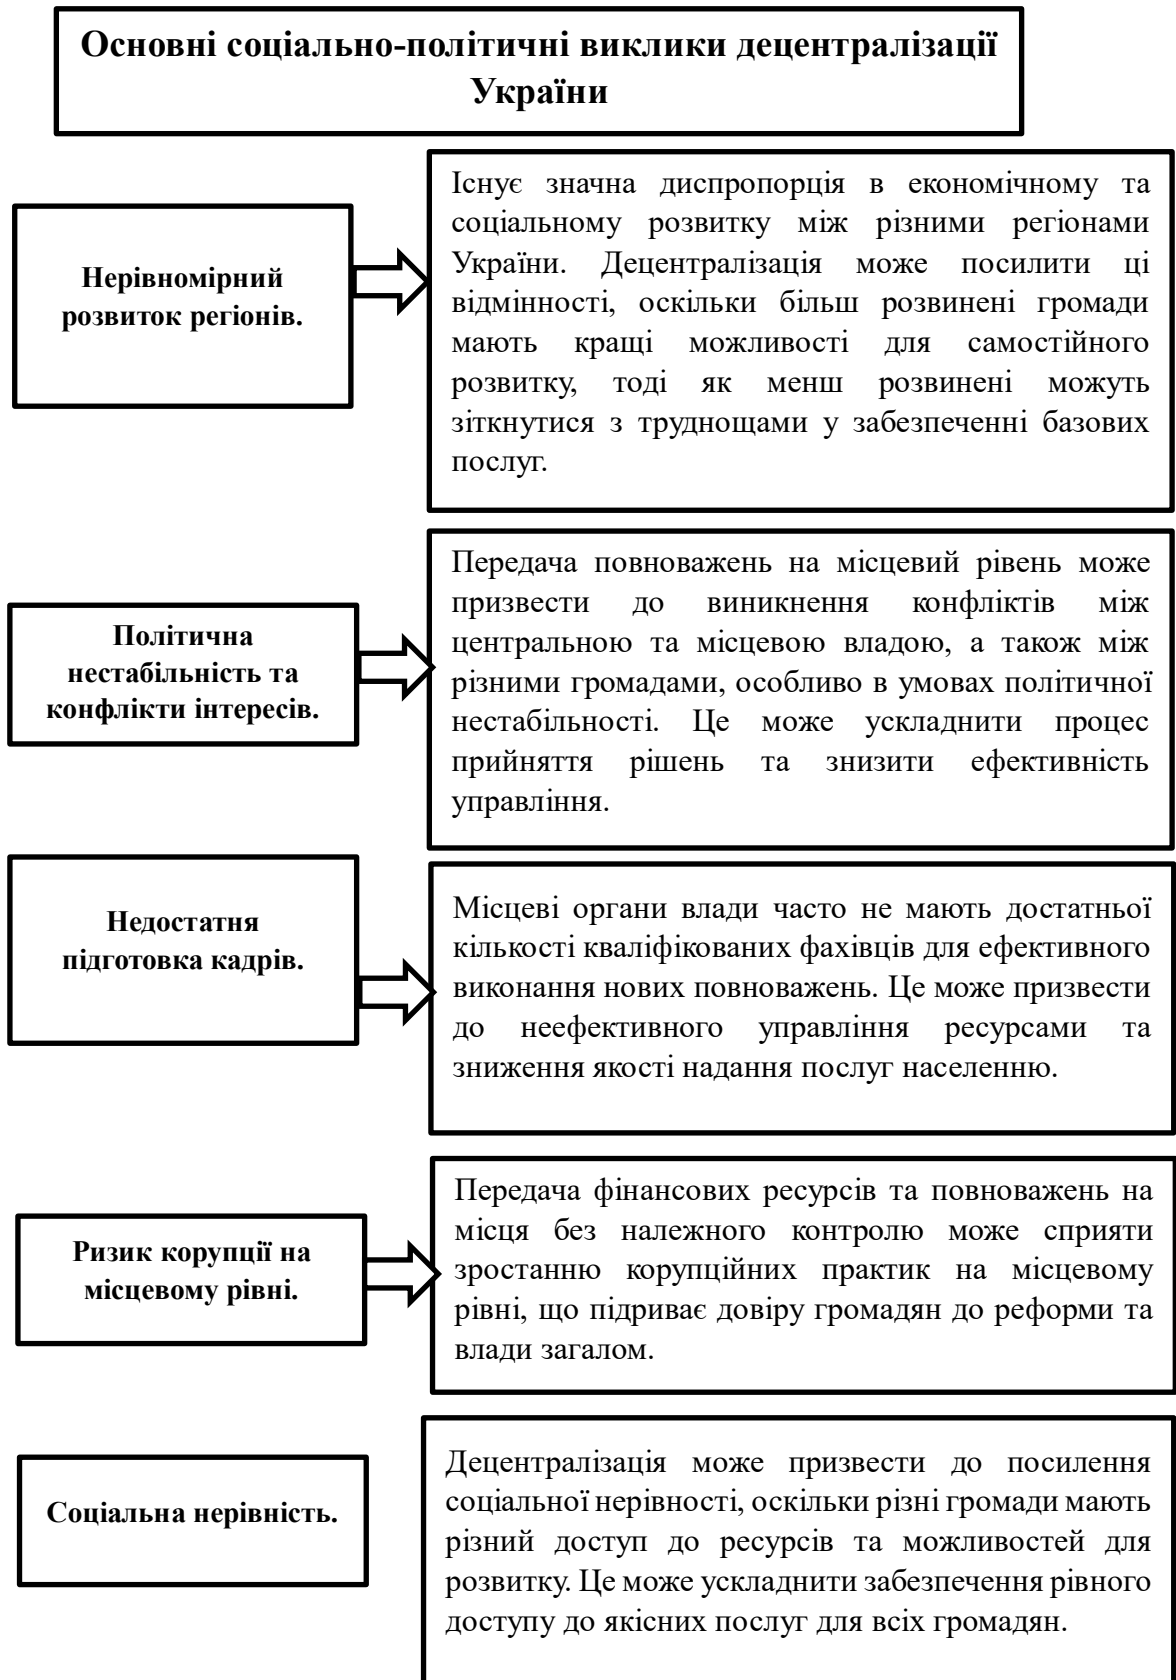 Основні соціально-політичні виклики децентралізації
України
Нерівномірний
розвиток регіонів.
Існує значна диспропорція в економічному та
соціальному розвитку між різними регіонами
України. Децентралізація може посилити ці
відмінності, оскільки більш розвинені громади
мають кращі можливості для самостійного
розвитку, тоді як менш розвинені можуть
зіткнутися з труднощами у забезпеченні базових
послуг.
Політична
нестабільність та
конфлікти інтересів.
Передача повноважень на місцевий рівень може
призвести до виникнення конфліктів між
центральною та місцевою владою, а також між
різними громадами, особливо в умовах політичної
нестабільності. Це може ускладнити процес
прийняття рішень та знизити ефективність
управління.
Недостатня
підготовка кадрів.
Місцеві органи влади часто не мають достатньої
кількості кваліфікованих фахівців для ефективного
виконання нових повноважень. Це може призвести
до неефективного управління ресурсами та
зниження якості надання послуг населенню.
Ризик корупції на
місцевому рівні.
Передача фінансових ресурсів та повноважень на
місця без належного контролю може сприяти
зростанню корупційних практик на місцевому
рівні, що підриває довіру громадян до реформи та
влади загалом.
Соціальна нерівність.
Децентралізація може призвести до посилення
соціальної нерівності, оскільки різні громади мають
різний доступ до ресурсів та можливостей для
розвитку. Це може ускладнити забезпечення рівного
доступу до якісних послуг для всіх громадян.